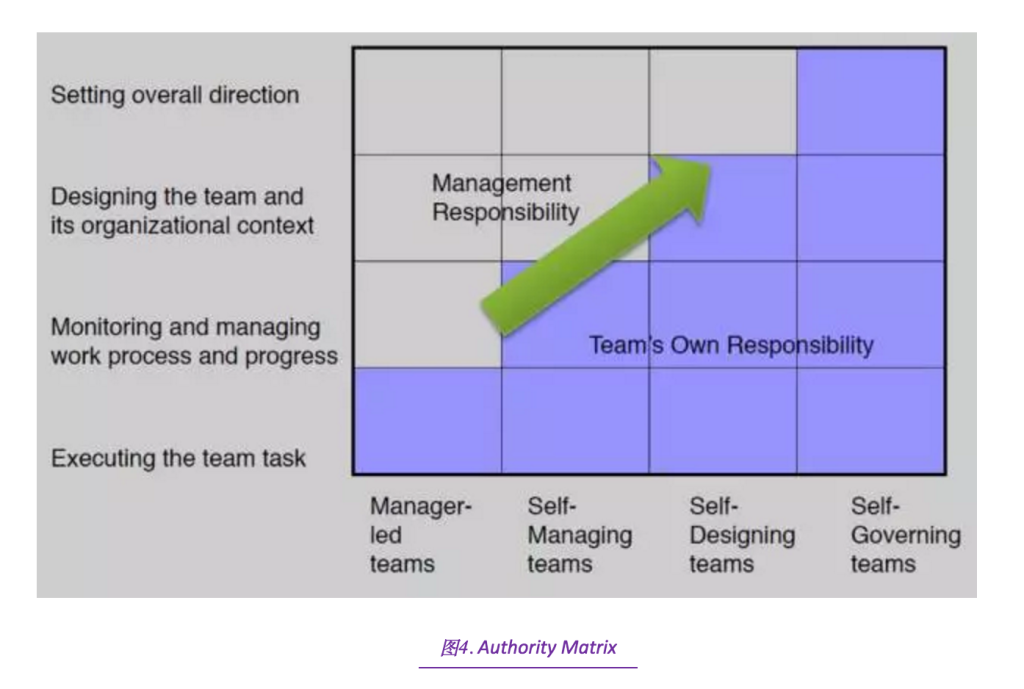 Setting overall direction
Designing the team and
its organizational context
Management
Responsibility
Monitoring and managing
work process and progress
Team's Own Responsibility
Executing the team task
Manager-
led
teams
Self-
Managing
teams
Self-
Designing
teams
Self-
Governing
teams
图4. Authority Matrix